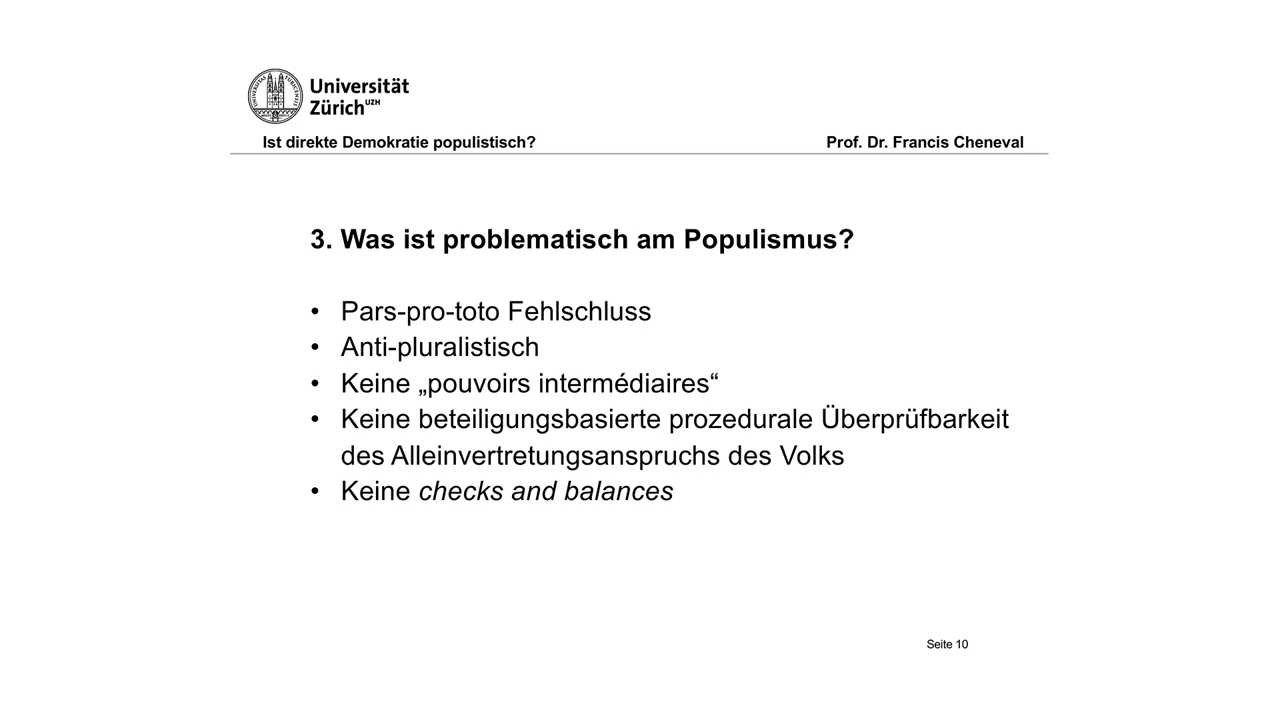 Universität
Zürich UZH
Ist direkte Demokratie populistisch? Prof. Dr. Francis Cheneval
3. Was ist problematisch am Populismus?
• Pars-pro-toto Fehlschluss
• Anti-pluralistisch
• Keine „pouvoirs intermédiaires“
• Keine beteiligungsbasierte prozedurale Überprüfbarkeit
des Alleinvertretungsanspruchs des Volks
• Keine checks and balances
Seite 10